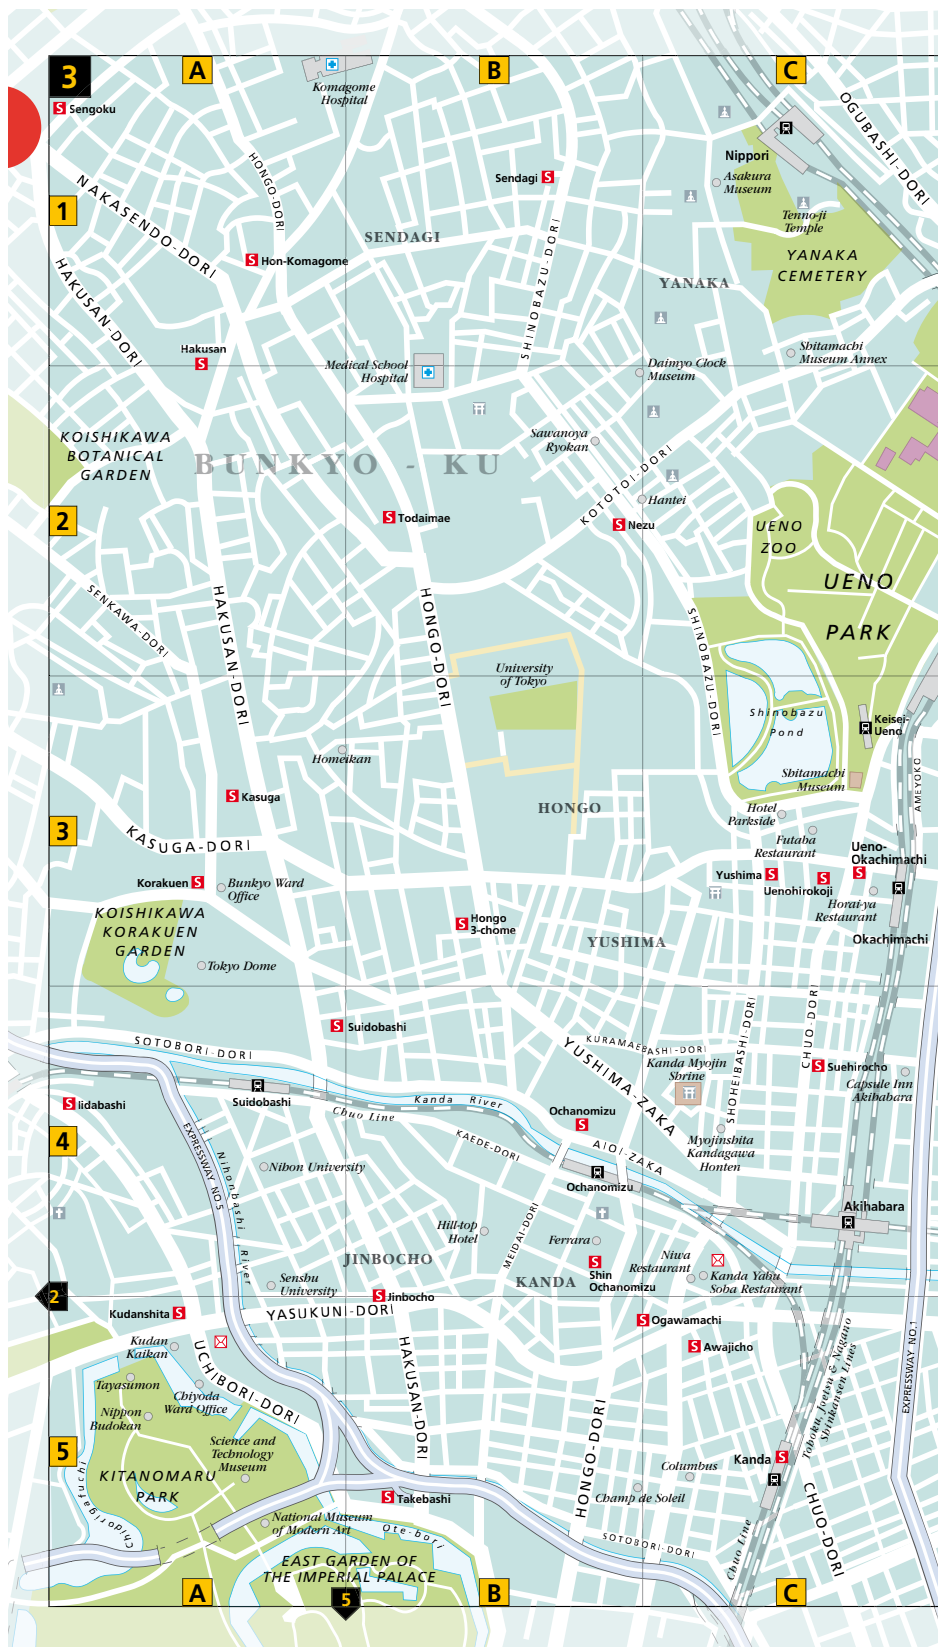 3
A
B
C
Komagome
Hospital
Sengoku
OGUBASHI-DORI
Nippori
HONGO-DORI
Sendagi
Asakura
Museum
NAKASENDO-DORI
1
Tenno-ji
Temple
SENDAGI
YANAKA
CEMETERY
Hon-Komagome
HAKUSAN-DORI
SHINOBAZU-DORI
YANAKA
Hakusan
Shitamachi
Museum Annex
Medical School
Hospital
Daimyo Clock
Museum
KOISHIKAWA
BOTANICAL
GARDEN
Sawanoya
Ryokan
BUNKYO - KU
KOTOTOI-DORI
Hantei
2
Todaimae
Nezu
UENO
ZOO
UENO
PARK
SENKAWA-DORI
HAKUSAN-DORI
HONGO-DORI
SHINOBAZU-DORI
University
of Tokyo
Shinobazu
Pond
Keisei-
Ueno
Homeikan
Shitamachi
Museum
AMEYOKO
Kasuga
HONGO
Hotel
Parkside
3
KASUGA-DORI
Futaba
Restaurant
Ueno-
Okachimachi
Korakuen
Bunkyo Ward
Office
Yushima
Uenohirokoji
Horai-ya
Restaurant
KOISHIKAWA
KORAKUEN
GARDEN
Hongo
3-chome
YUSHIMA
Okachimachi
Tokyo Dome
Suidobashi
SOTOBORI-DORI
YUSHIMA-ZAKA
KURAMAEBASHI-DORI
SHOHEIBASHI-DORI
CHUO-DORI
Kanda Myojin
Shrine
Suehirocho
Capsule Inn
Akihabara
Iidabashi
Suidobashi
Kanda River
Chuo Line
Ochanomizu
4
EXPRESSWAY NO.5
Nihonbashi River
KAEDE-DORI
AIOI-ZAKA
Myojinshita
Kandagawa
Honten
Nihon University
Ochanomizu
Akihabara
MEIDAI-DORI
Hill-top
Hotel
Ferrara
JINBOCHO
KANDA
Shin
Ochanomizu
Niwa
Restaurant
Kanda Yabu
Soba Restaurant
Senshu
University
2
Jinbocho
Kudanshita
YASUKUNI-DORI
Ogawamachi
Kudan
Kaikan
Awajicho
UCHIBORI-DORI
HAKUSAN-DORI
EXPRESSWAY NO.1
Tohoku, Joetsu & Nagano
Shinkansen Lines
Tayasumon
Chiyoda
Ward Office
Nippon
Budokan
Science and
Technology
Museum
HONGO-DORI
5
Kanda
KITANOMARU
PARK
Columbus
Champ de Soleil
CHUO-DORI
Takebashi
Chidorigafuchi
National Museum
of Modern Art
Ote-bori
SOTOBORI-DORI
Chuo Line
EAST GARDEN OF
THE IMPERIAL PALACE
A
5
B
C